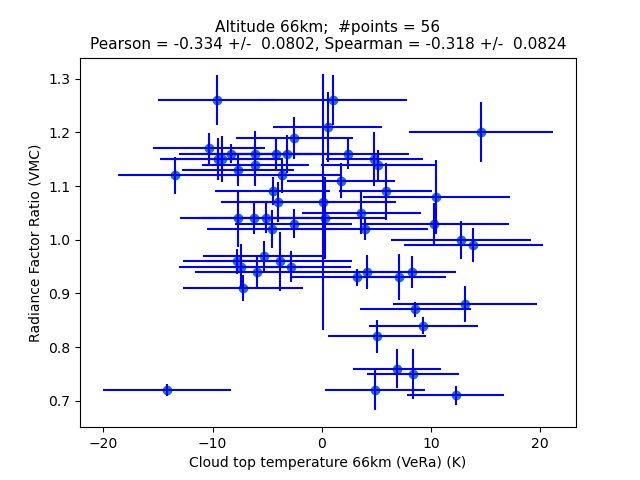 Altitude 66km;  #points = 56
Pearson = -0.334 +/-  0.0802, Spearman = -0.318 +/-  0.0824
Radiance Factor Ratio (VMC)
1.3
1.2
1.1
1.0
0.9
0.8
0.7
−20 −10 0 10 20
Cloud top temperature 66km (VeRa) (K)